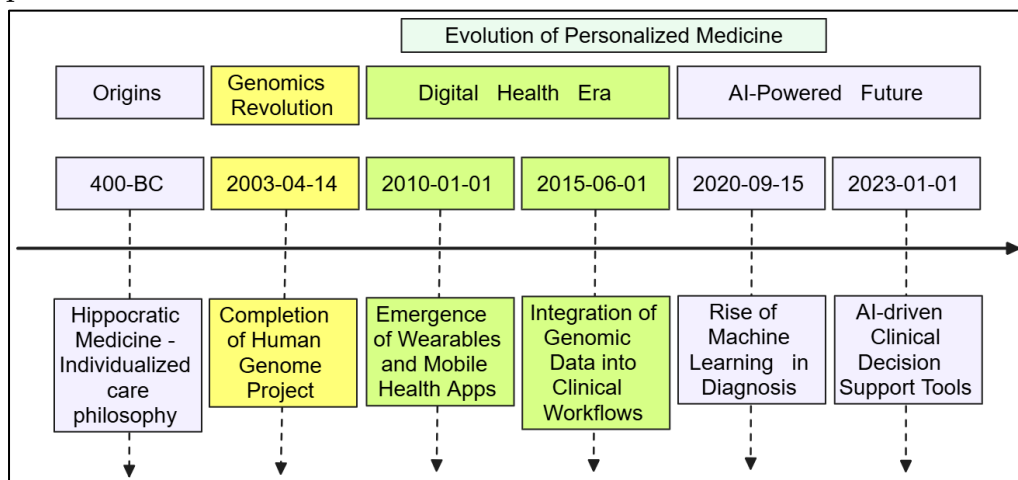 Evolution of Personalized Medicine
Origins
Genomics
Revolution
Digital Health Era
AI-Powered Future
400-BC
2003-04-14
2010-01-01
2015-06-01
2020-09-15
2023-01-01
Hippocratic
Medicine -
Individualized
care
philosophy
Completion
of Human
Genome
Project
Emergence
of Wearables
and Mobile
Health Apps
Integration of
Genomic
Data into
Clinical
Workflows
Rise of
Machine
Learning in
Diagnosis
AI-driven
Clinical
Decision
Support Tools